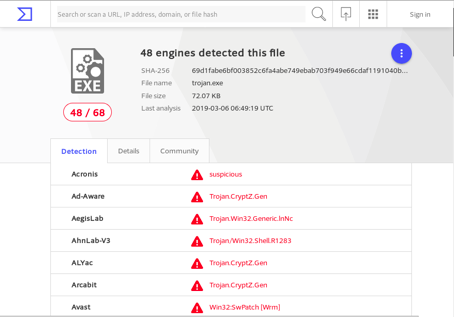 Search or scan a URL, IP address, domain, or file hash
Sign in
48 engines detected this file
EXE
48 / 68
SHA-256 69d1fabe6bf003852c6fa4abe749ebab703f949e66cdaf1191040b...
File name trojan.exe
File size 72.07 KB
Last analysis 2019-03-06 06:49:19 UTC
Detection Details Community
Acronis suspicious
Ad-Aware Trojan.CryptZ.Gen
AegisLab Trojan.Win32.Generic.lnNc
AhnLab-V3 Trojan/Win32.Shell.R1283
ALYac Trojan.CryptZ.Gen
Arcabit Trojan.CryptZ.Gen
Avast Win32:SwPatch [Wrm]